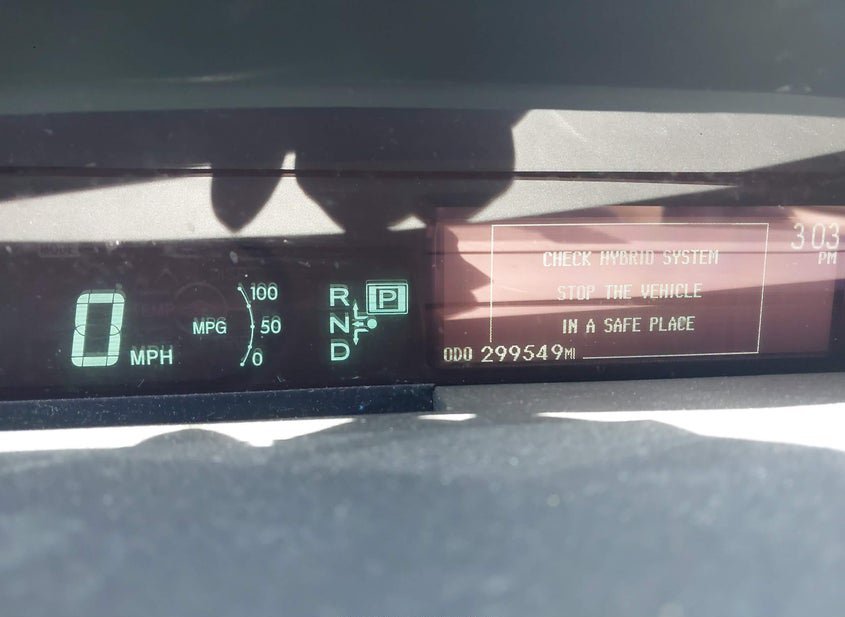 0 MPH
MPG
100
50
0
R
N
D
P
CHECK HYBRID SYSTEM
STOP THE VEHICLE
IN A SAFE PLACE
3:03
PM
ODO 299549MI